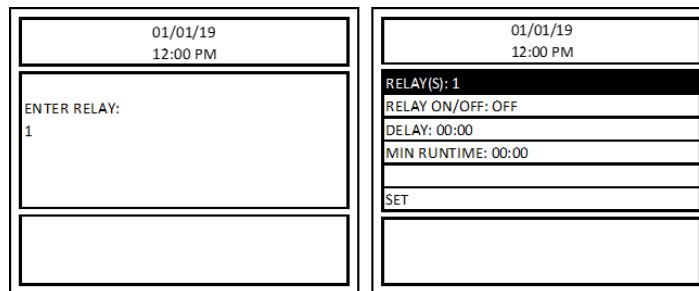 01/01/19
12:00 PM
ENTER RELAY:
1
01/01/19
12:00 PM
RELAY(S): 1
RELAY ON/OFF: OFF
DELAY: 00:00
MIN RUNTIME: 00:00
SET